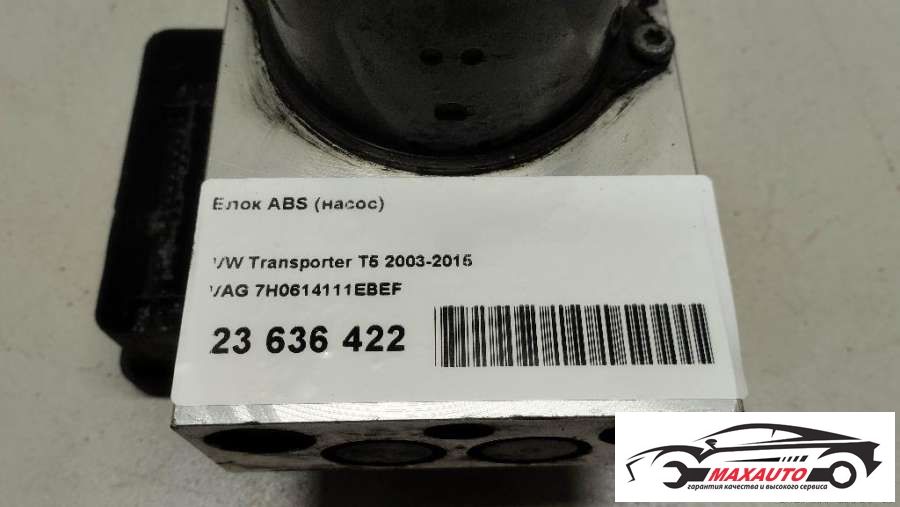 Блок ABS (насос)
VW Transporter T5 2003-2015
VAG 7H0614111EBEF
23 636 422
MAXAUTO
гарантия качества и высокого сервиса